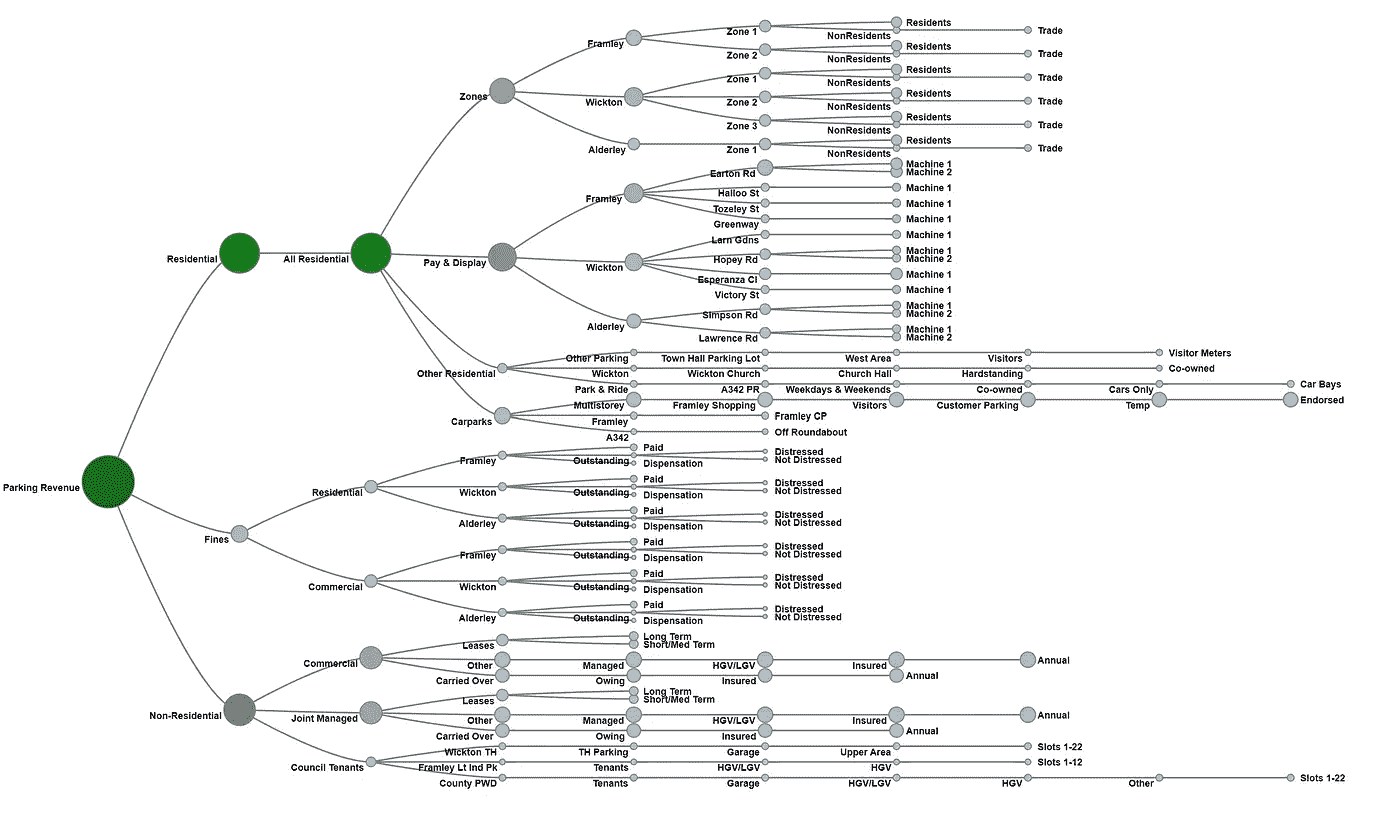 Parking Revenue
Residential
All Residential
Zones
Framley
Zone 1
Residents
NonResidents
Trade
Zone 2
Residents
NonResidents
Trade
Wickton
Zone 1
Residents
NonResidents
Trade
Zone 2
Residents
NonResidents
Trade
Zone 3
Residents
NonResidents
Trade
Alderley
Zone 1
Residents
NonResidents
Trade
Pay & Display
Framley
Earton Rd
Machine 1
Machine 2
Halloo St
Machine 1
Tozeley St
Machine 1
Greenway
Machine 1
Wickton
Larn Gdns
Machine 1
Hopey Rd
Machine 1
Machine 2
Esperanza Cl
Machine 1
Victory St
Machine 1
Alderley
Simpson Rd
Machine 1
Machine 2
Lawrence Rd
Machine 1
Machine 2
Other Residential
Other Parking
Town Hall Parking Lot
West Area
Visitors
Visitor Meters
Wickton
Wickton Church
Church Hall
Hardstanding
Co-owned
Park & Ride
A342 PR
Weekdays & Weekends
Co-owned
Cars Only
Car Bays
Carparks
Multistorey
Framley Shopping
Visitors
Customer Parking
Temp
Endorsed
Framley
Framley CP
A342
Off Roundabout
Fines
Residential
Framley
Paid
Outstanding
Distressed
Not Distressed
Dispensation
Wickton
Paid
Outstanding
Distressed
Not Distressed
Dispensation
Alderley
Paid
Outstanding
Distressed
Not Distressed
Dispensation
Commercial
Framley
Paid
Outstanding
Distressed
Not Distressed
Dispensation
Wickton
Paid
Outstanding
Distressed
Not Distressed
Dispensation
Alderley
Paid
Outstanding
Distressed
Not Distressed
Dispensation
Non-Residential
Commercial
Leases
Long Term
Short/Med Term
Other
Managed
HGV/LGV
Insured
Annual
Carried Over
Owing
Insured
Annual
Joint Managed
Leases
Long Term
Short/Med Term
Other
Managed
HGV/LGV
Insured
Annual
Carried Over
Owing
Insured
Annual
Council Tenants
Wickton TH
TH Parking
Garage
Upper Area
Slots 1-22
Framley Lt Ind Pk
Tenants
HGV/LGV
HGV
Slots 1-12
County PWD
Tenants
Garage
HGV/LGV
HGV
Other
Slots 1-22